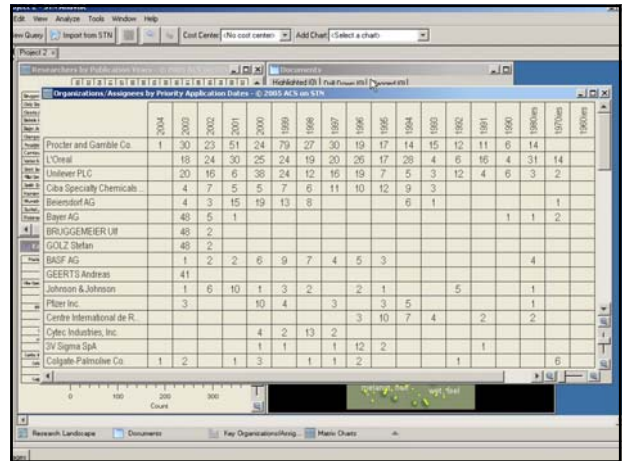 Edit View Analyze Tools Window Help
Import from STN Cost Center <No cost center> Add Chart <Select a chart>
Project 2
Researchers by Publication Years Documents
Highlighted (0)
Organizations/Assignees by Priority Application Dates - © 2005 ACS on STN
2004 2003 2002 2001 2000 1999 1998 1997 1996 1995 1994 1993 1992 1991 1990 1980ies 1970ies 1960ies
Procter and Gamble Co. 1 30 23 51 24 79 27 30 19 17 14 15 12 11 6 14
L'Oreal 18 24 30 25 24 19 20 26 17 28 4 6 16 4 31 14
Unilever PLC 20 16 6 38 24 12 16 19 7 5 3 12 4 6 3 2
Ciba Specialty Chemicals ... 4 7 5 5 7 6 11 10 12 9 3
Beiersdorf AG 4 3 15 19 13 8 6 1 1
Bayer AG 48 5 1 1 1 2
BRUGGEMEIER Ulf 48 2
GOLZ Stefan 48 2
BASF AG 1 2 2 6 9 7 4 5 3 4
GEERTS Andreas 41
Johnson & Johnson 1 6 10 1 3 2 2 1 5 1
Pfizer Inc. 3 10 4 3 3 5 1
Centre International de R... 3 10 7 4 2 2
Cytec Industries, Inc. 4 2 13 2
3V Sigma SpA 1 1 1 12 2 1
Colgate-Palmolive Co. 1 2 1 3 1 1 2 1 6
0 100 200 300
Count
Research Landscape Documents Key Organizations/Assig... Matrix Charts